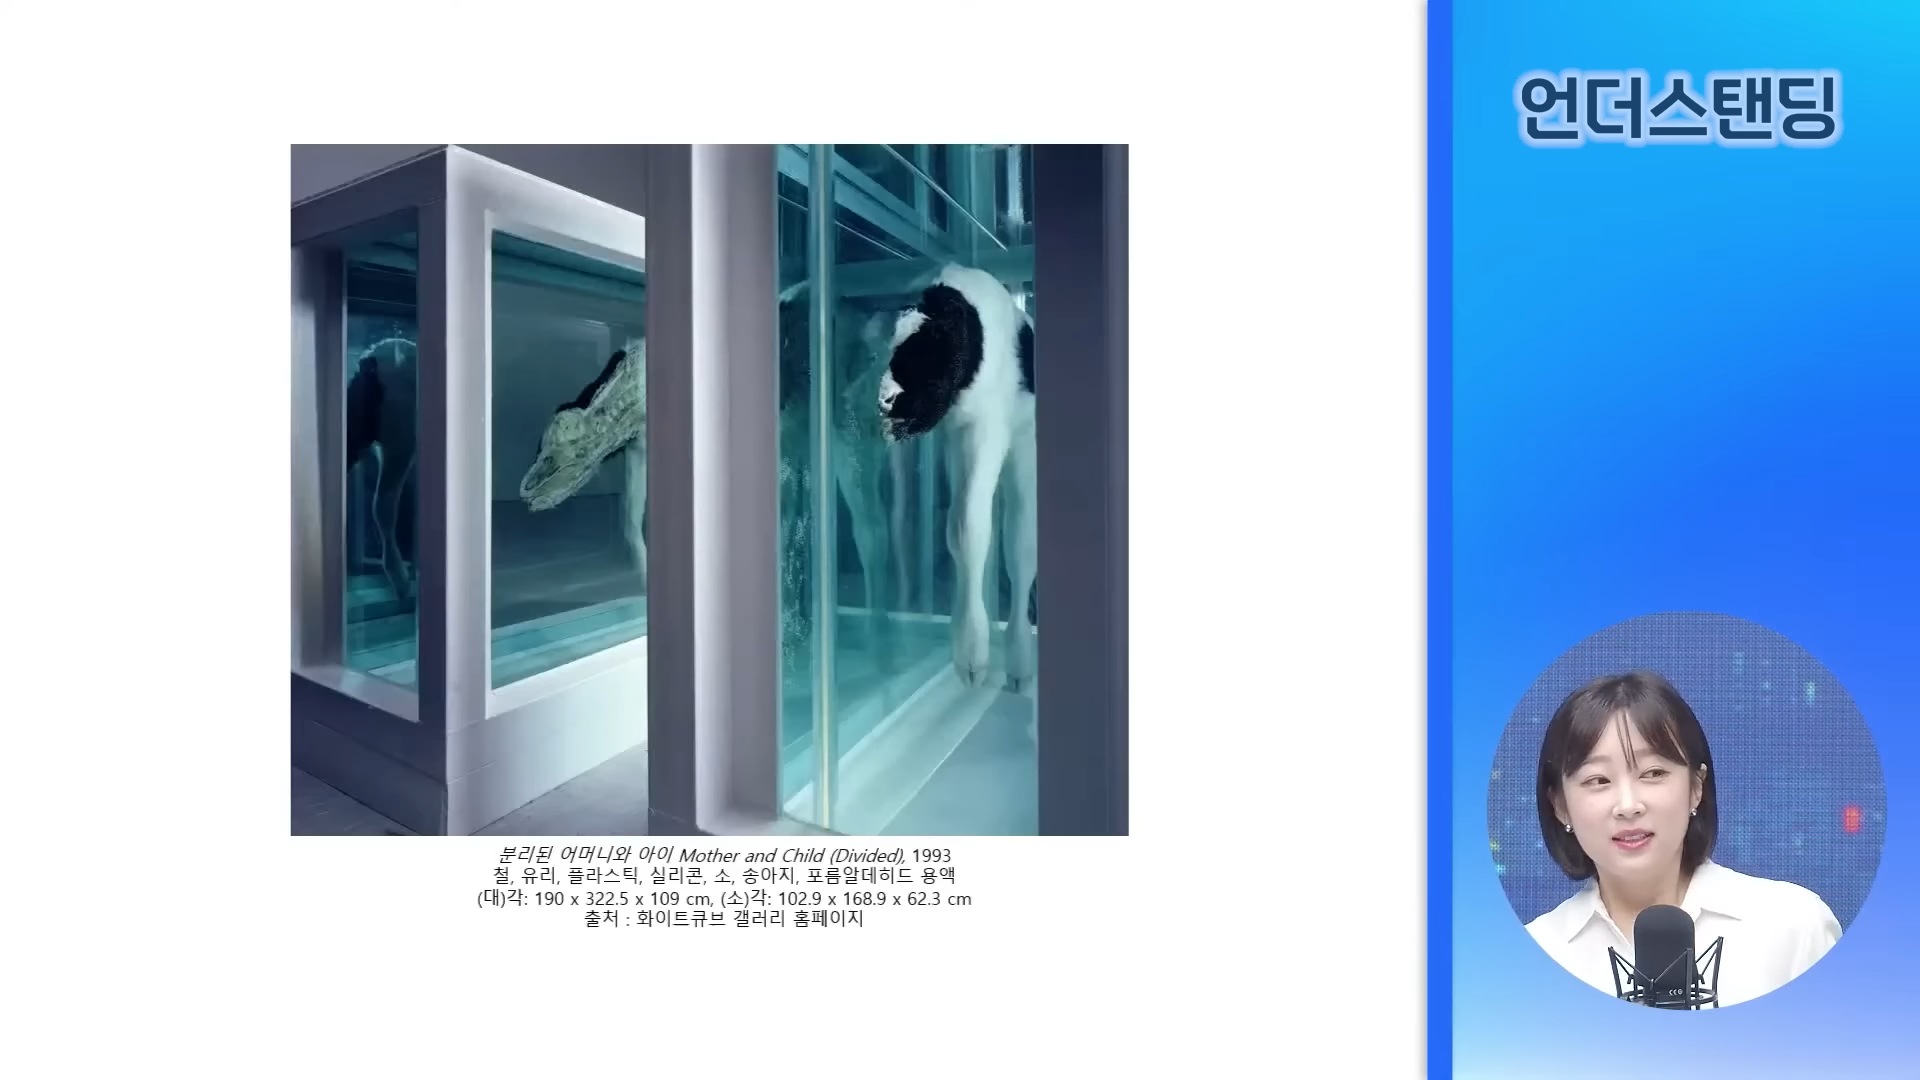 언더스탠딩
분리된 어머니와 아이 Mother and Child (Divided), 1993
철, 유리, 플라스틱, 실리콘, 소, 송아지, 포름알데히드 용액
(대)각: 190 x 322.5 x 109 cm, (소)각: 102.9 x 168.9 x 62.3 cm
출처 : 화이트큐브 갤러리 홈페이지